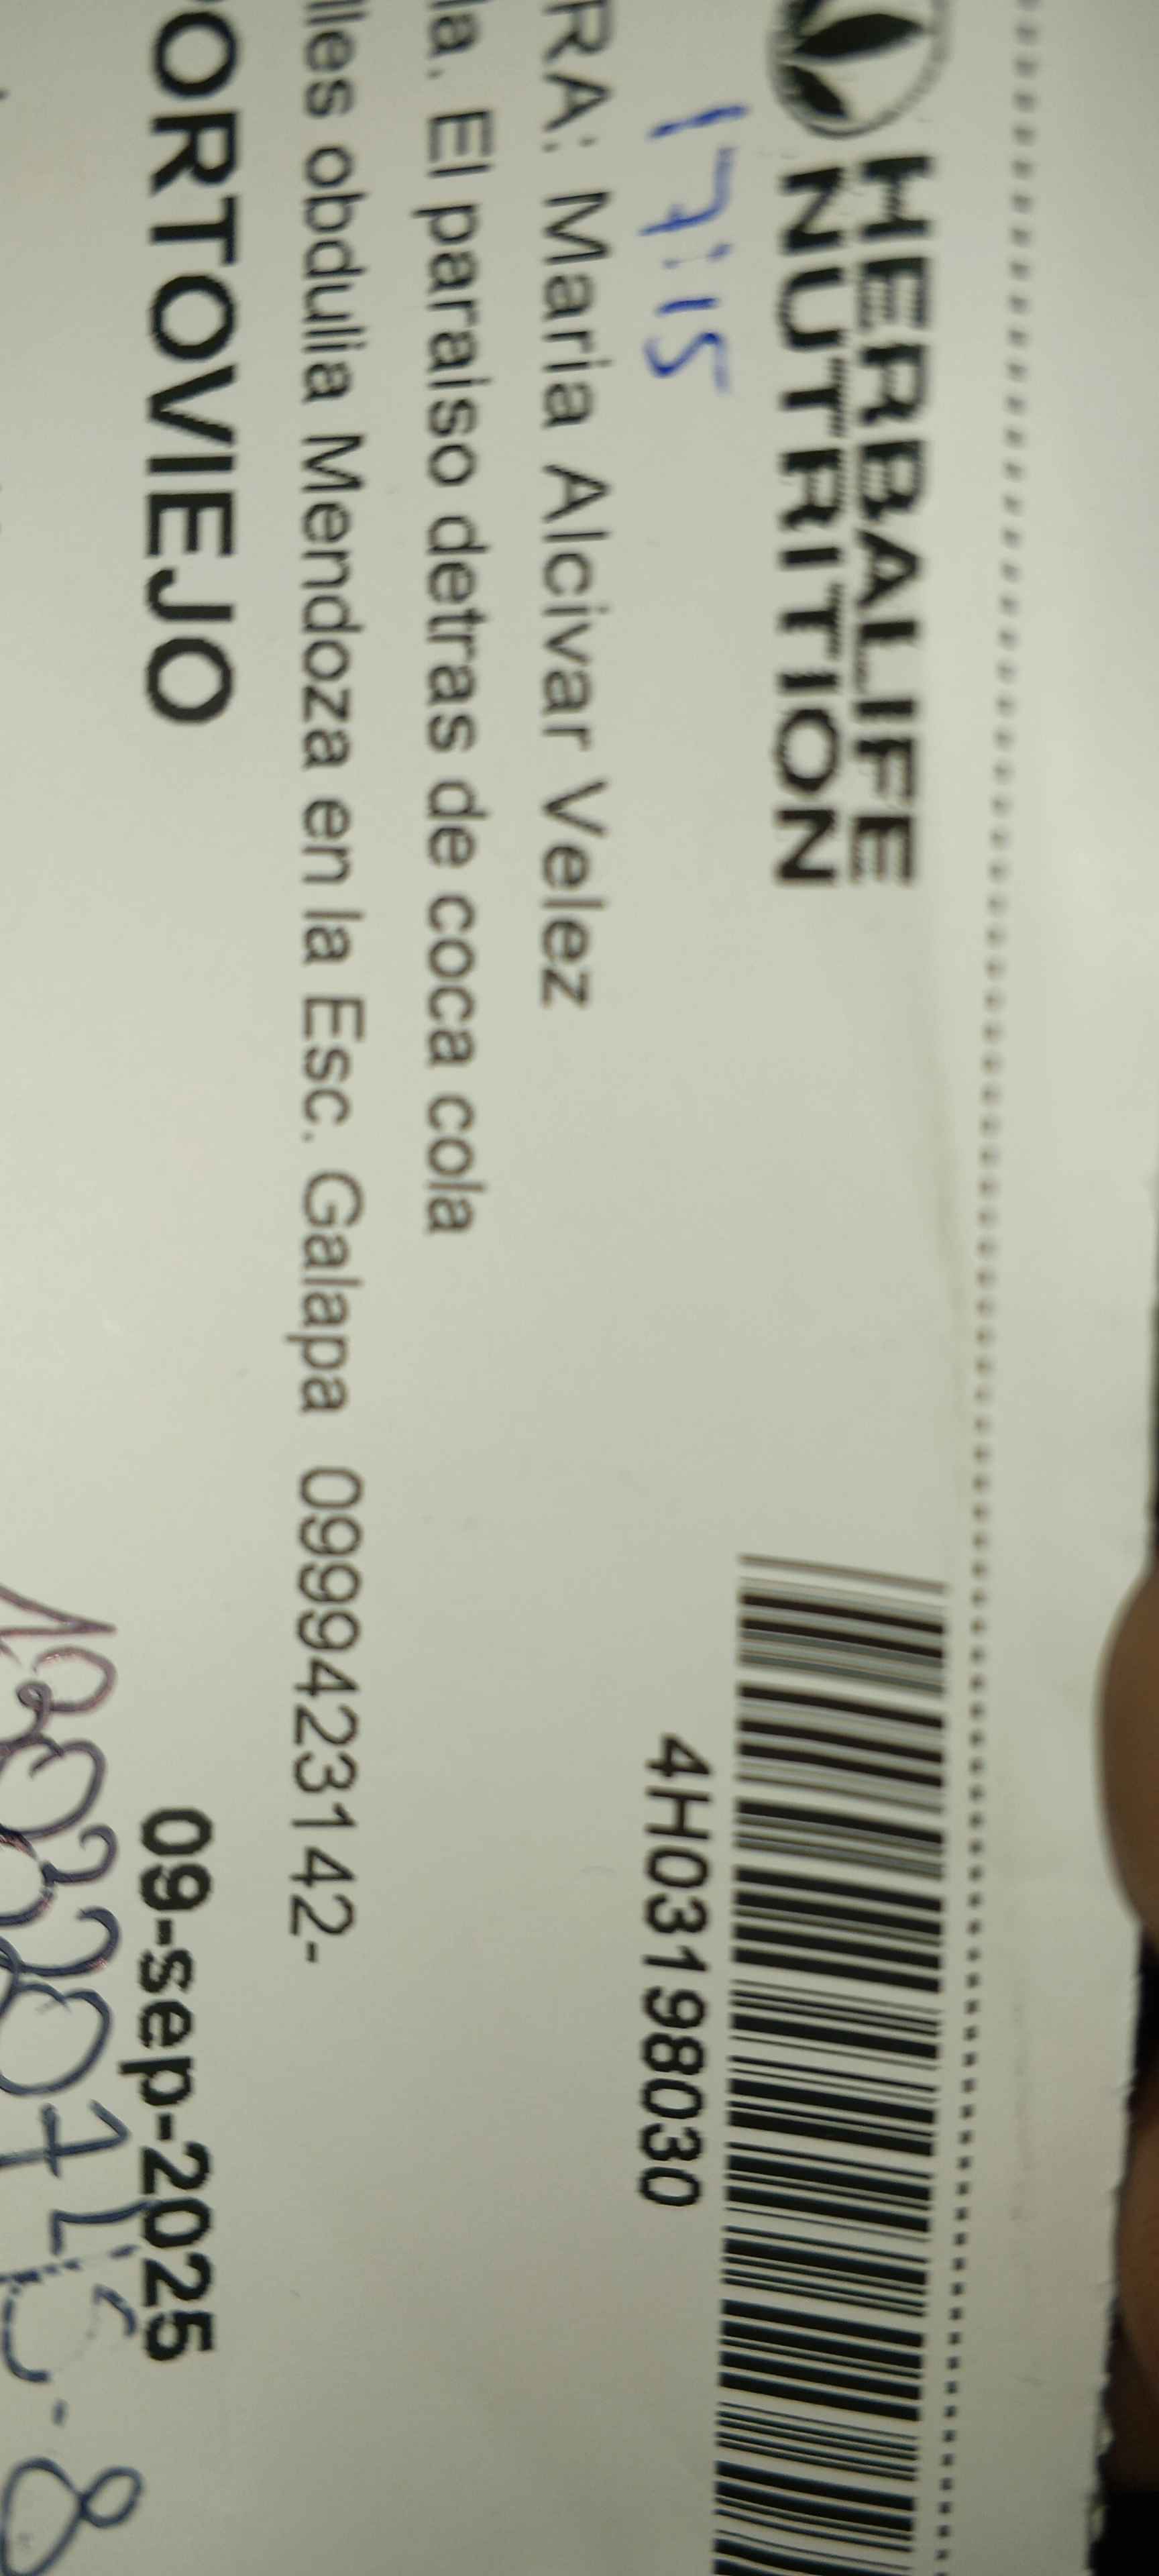 HERBALIFE
NUTRITION
4H03198030
17:15
RA: Maria Alcivar Velez
la. El paraiso detras de coca cola
lles obdulia Mendoza en la Esc. Galapa 0999423142-
ORTOVIEJO
09-sep-2025